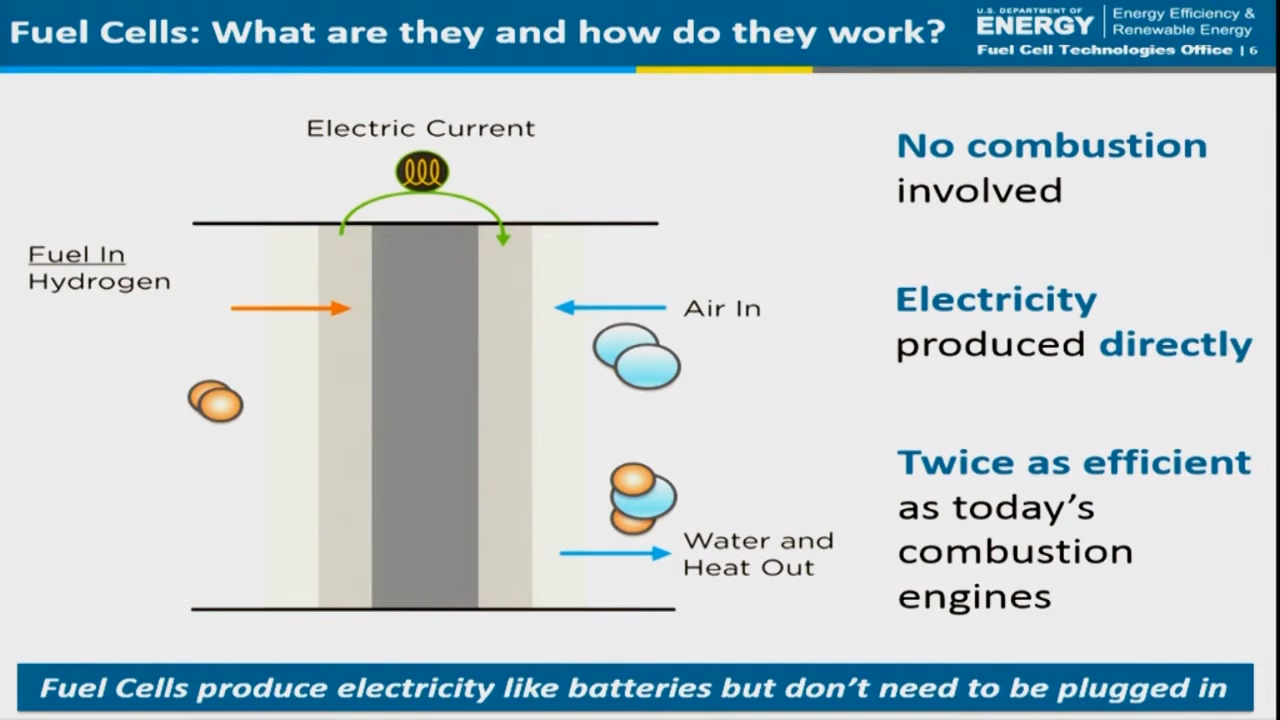 Fuel Cells: What are they and how do they work?
U.S. DEPARTMENT OF
ENERGY
Energy Efficiency &
Renewable Energy
Fuel Cell Technologies Office | 6
Electric Current
Fuel In
Hydrogen
Air In
Water and
Heat Out
No combustion
involved
Electricity
produced directly
Twice as efficient
as today's
combustion
engines
Fuel Cells produce electricity like batteries but don't need to be plugged in